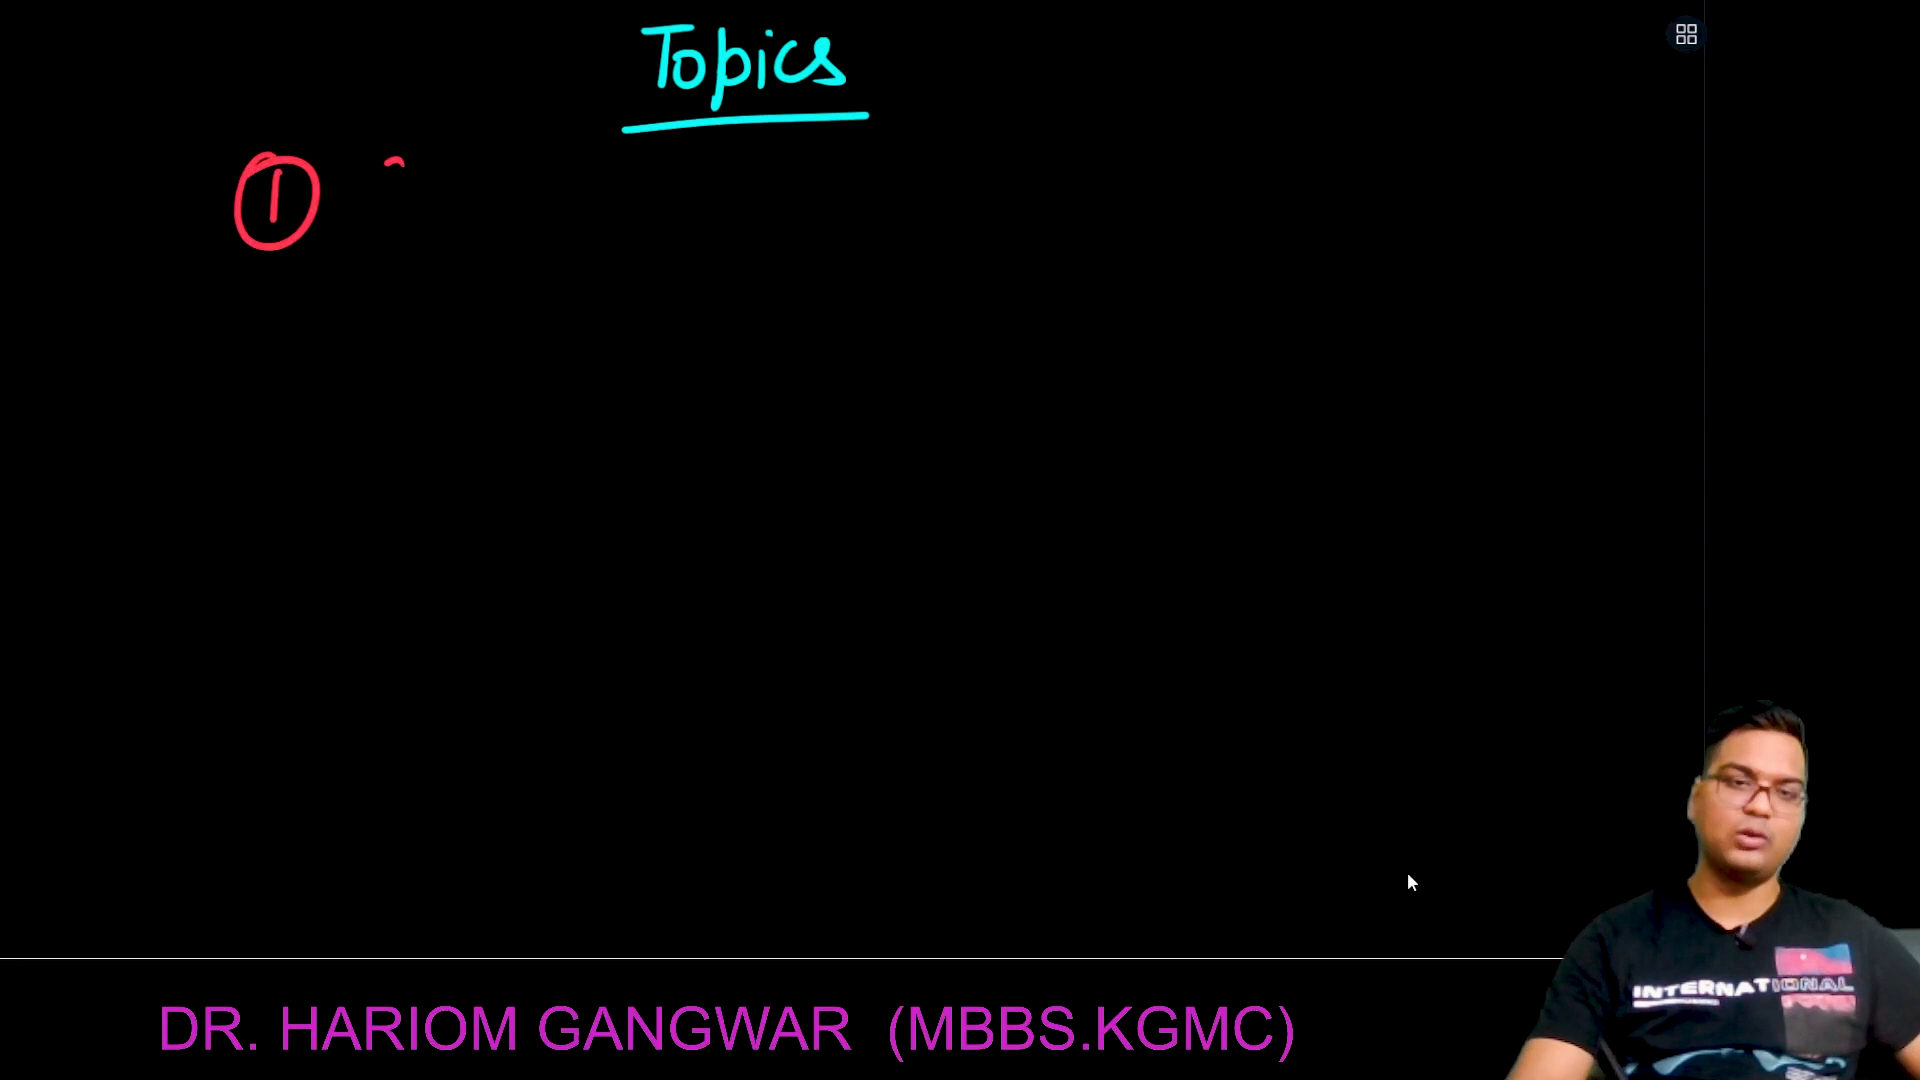 Topics
1
INTERNATIONAL
DR. HARIOM GANGWAR (MBBS.KGMC)